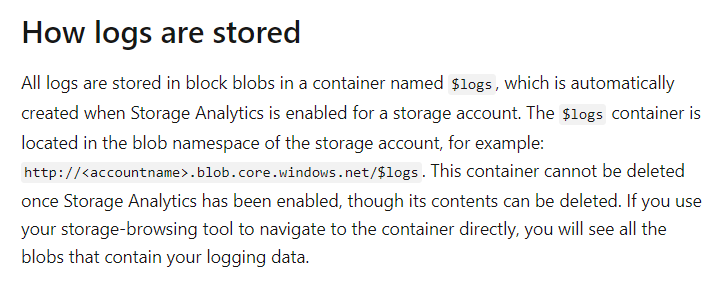 How logs are stored
All logs are stored in block blobs in a container named $logs, which is automatically
created when Storage Analytics is enabled for a storage account. The $logs container is
located in the blob namespace of the storage account, for example:
http://<accountname>.blob.core.windows.net/$logs. This container cannot be deleted
once Storage Analytics has been enabled, though its contents can be deleted. If you use
your storage-browsing tool to navigate to the container directly, you will see all the
blobs that contain your logging data.